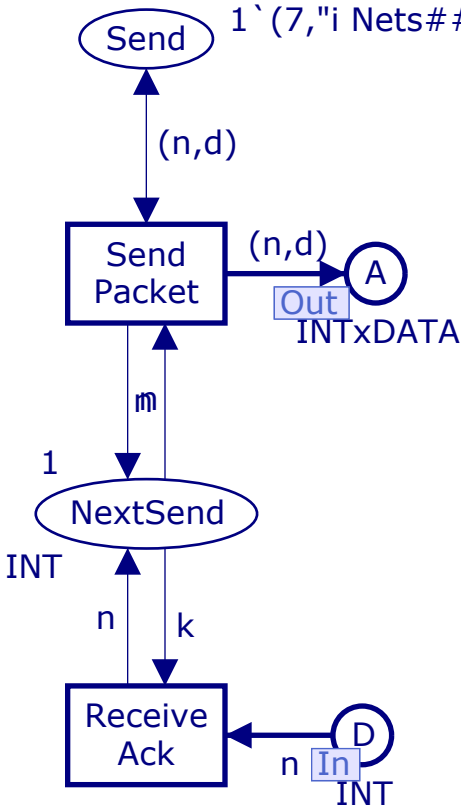 Send
1`(7,"i Nets##
(n,d)
Send
Packet
(n,d)
A
Out
INTxDATA
1
NextSend
INT
n
k
Receive
Ack
D
n
In
INT